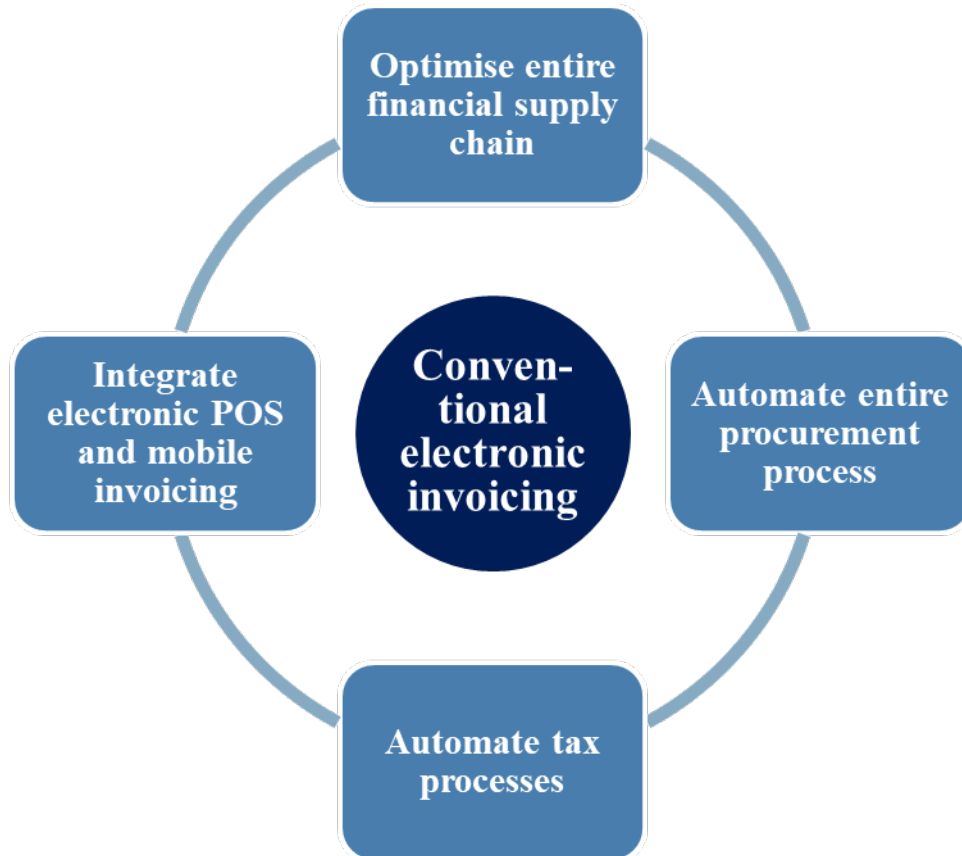 Optimise entire
financial supply
chain
Integrate
electronic POS
and mobile
invoicing
Conven-
tional
electronic
invoicing
Automate entire
procurement
process
Automate tax
processes